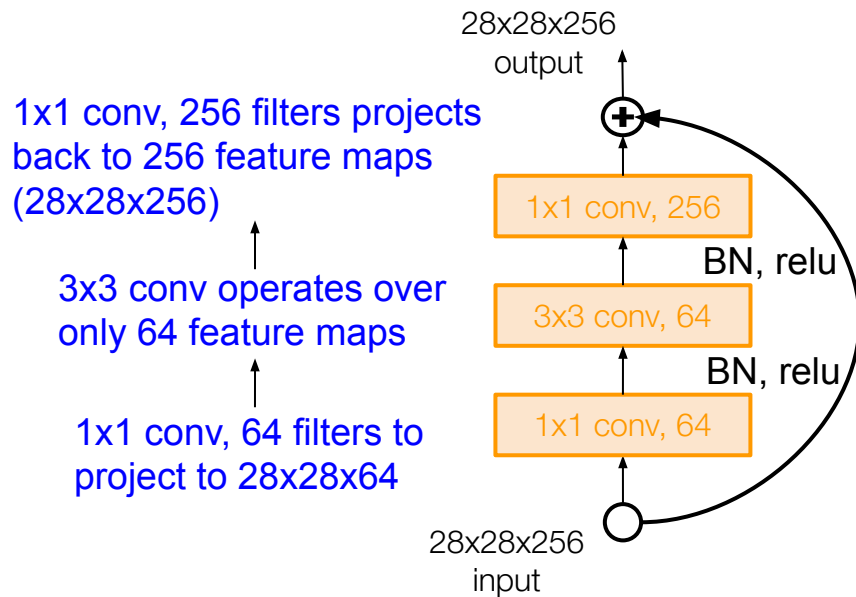 28x28x256
output
1x1 conv, 256 filters projects
back to 256 feature maps
(28x28x256)
3x3 conv operates over
only 64 feature maps
1x1 conv, 64 filters to
project to 28x28x64
+
1x1 conv, 256
BN, relu
3x3 conv, 64
BN, relu
1x1 conv, 64
28x28x256
input